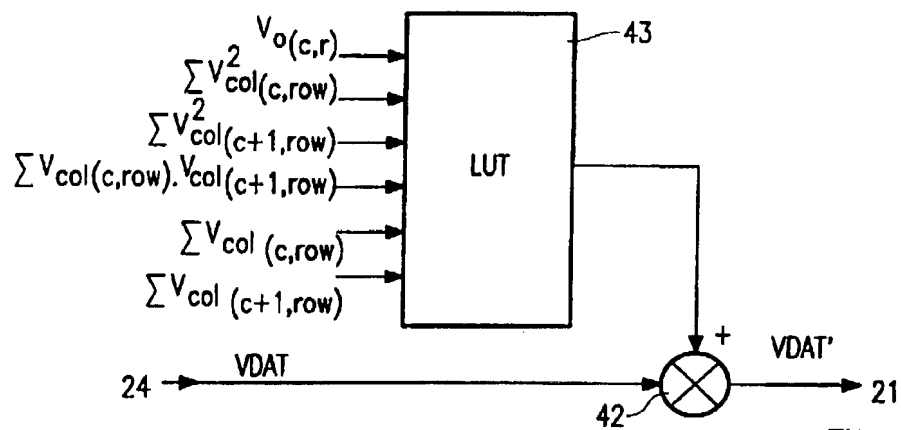 V₀(c,r)
43
∑V²col(c,row)
∑V²col(c+1,row)
∑Vcol(c,row).Vcol(c+1,row)
LUT
∑Vcol (c,row)
∑Vcol (c+1,row)
+
24
VDAT
VDAT'
21
42